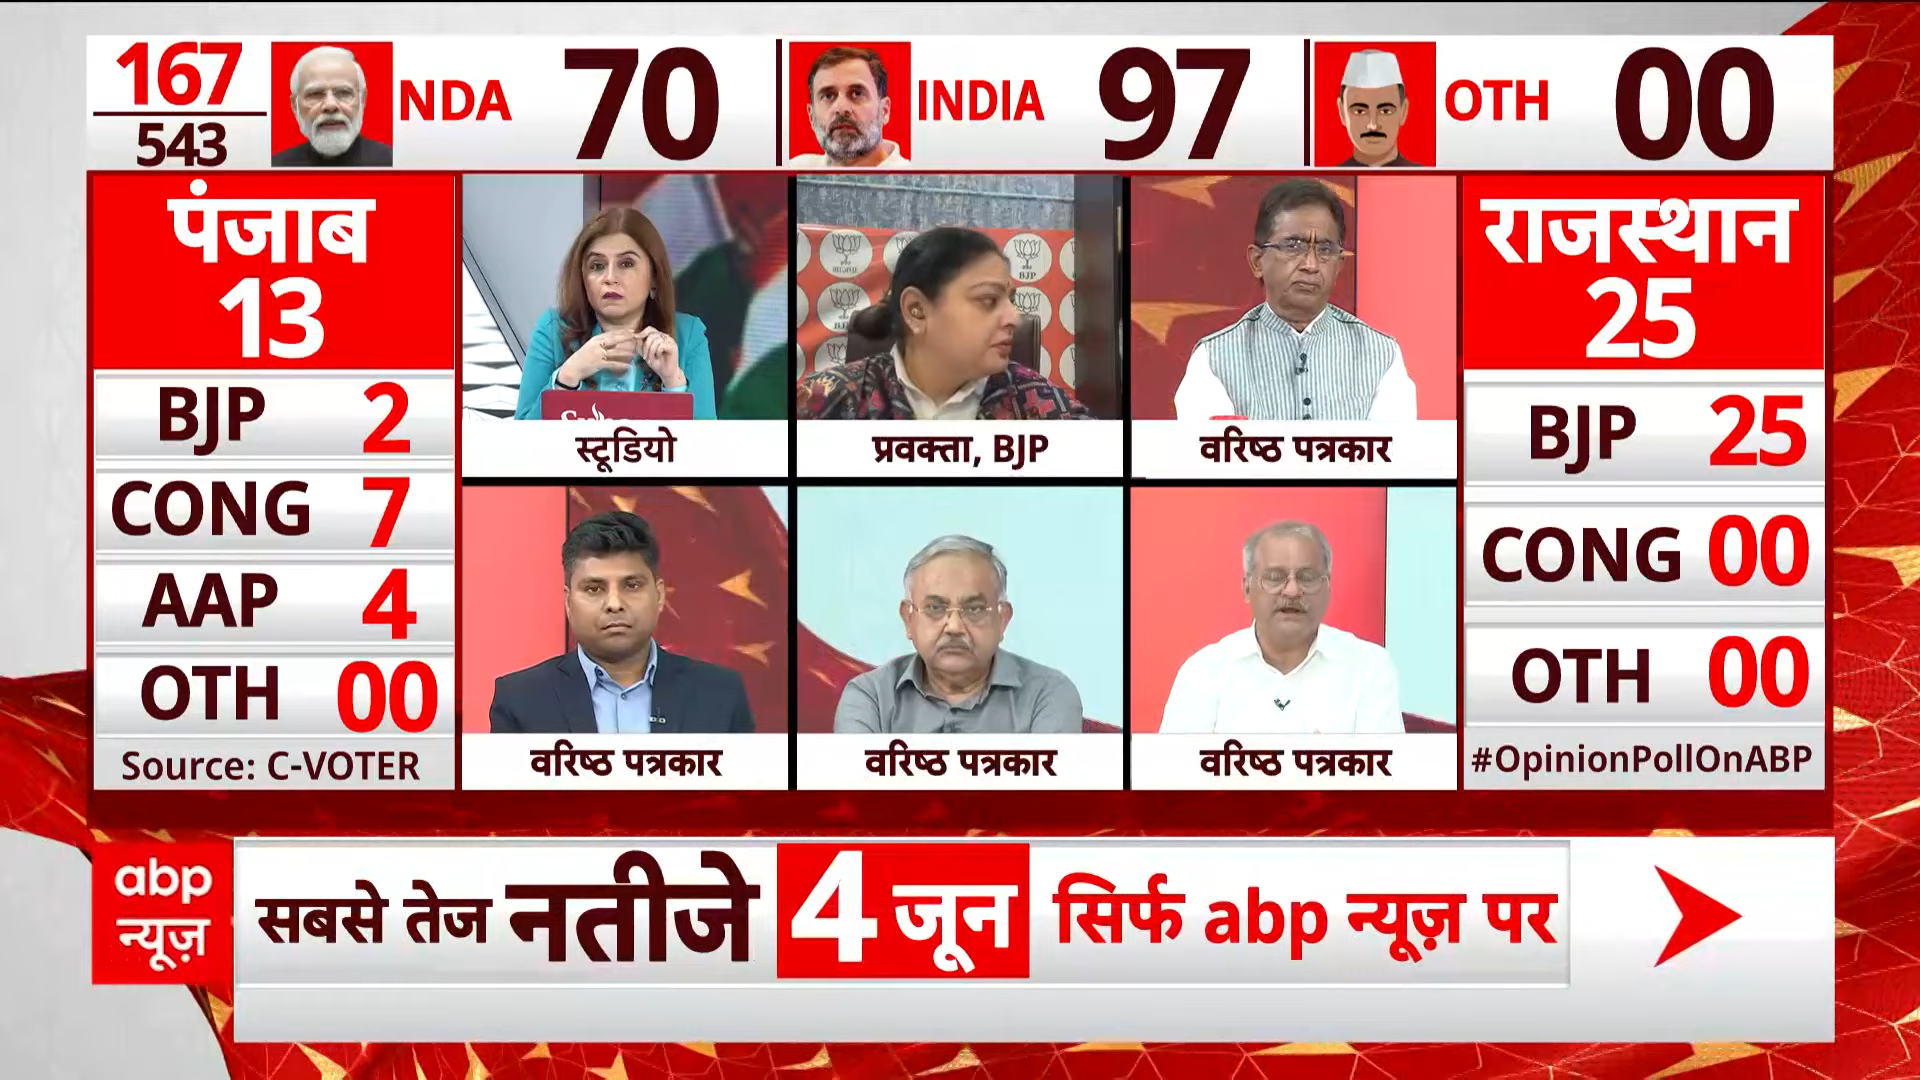 167
543
NDA 70
INDIA 97
OTH 00
पंजाब
13
BJP 2
CONG 7
AAP 4
OTH 00
Source: C-VOTER
स्टूडियो
BJP
प्रवक्ता, BJP
वरिष्ठ पत्रकार
वरिष्ठ पत्रकार
वरिष्ठ पत्रकार
वरिष्ठ पत्रकार
राजस्थान
25
BJP 25
CONG 00
OTH 00
#OpinionPollOnABP
abp
न्यूज़
सबसे तेज नतीजे 4 जून सिर्फ abp न्यूज़ पर